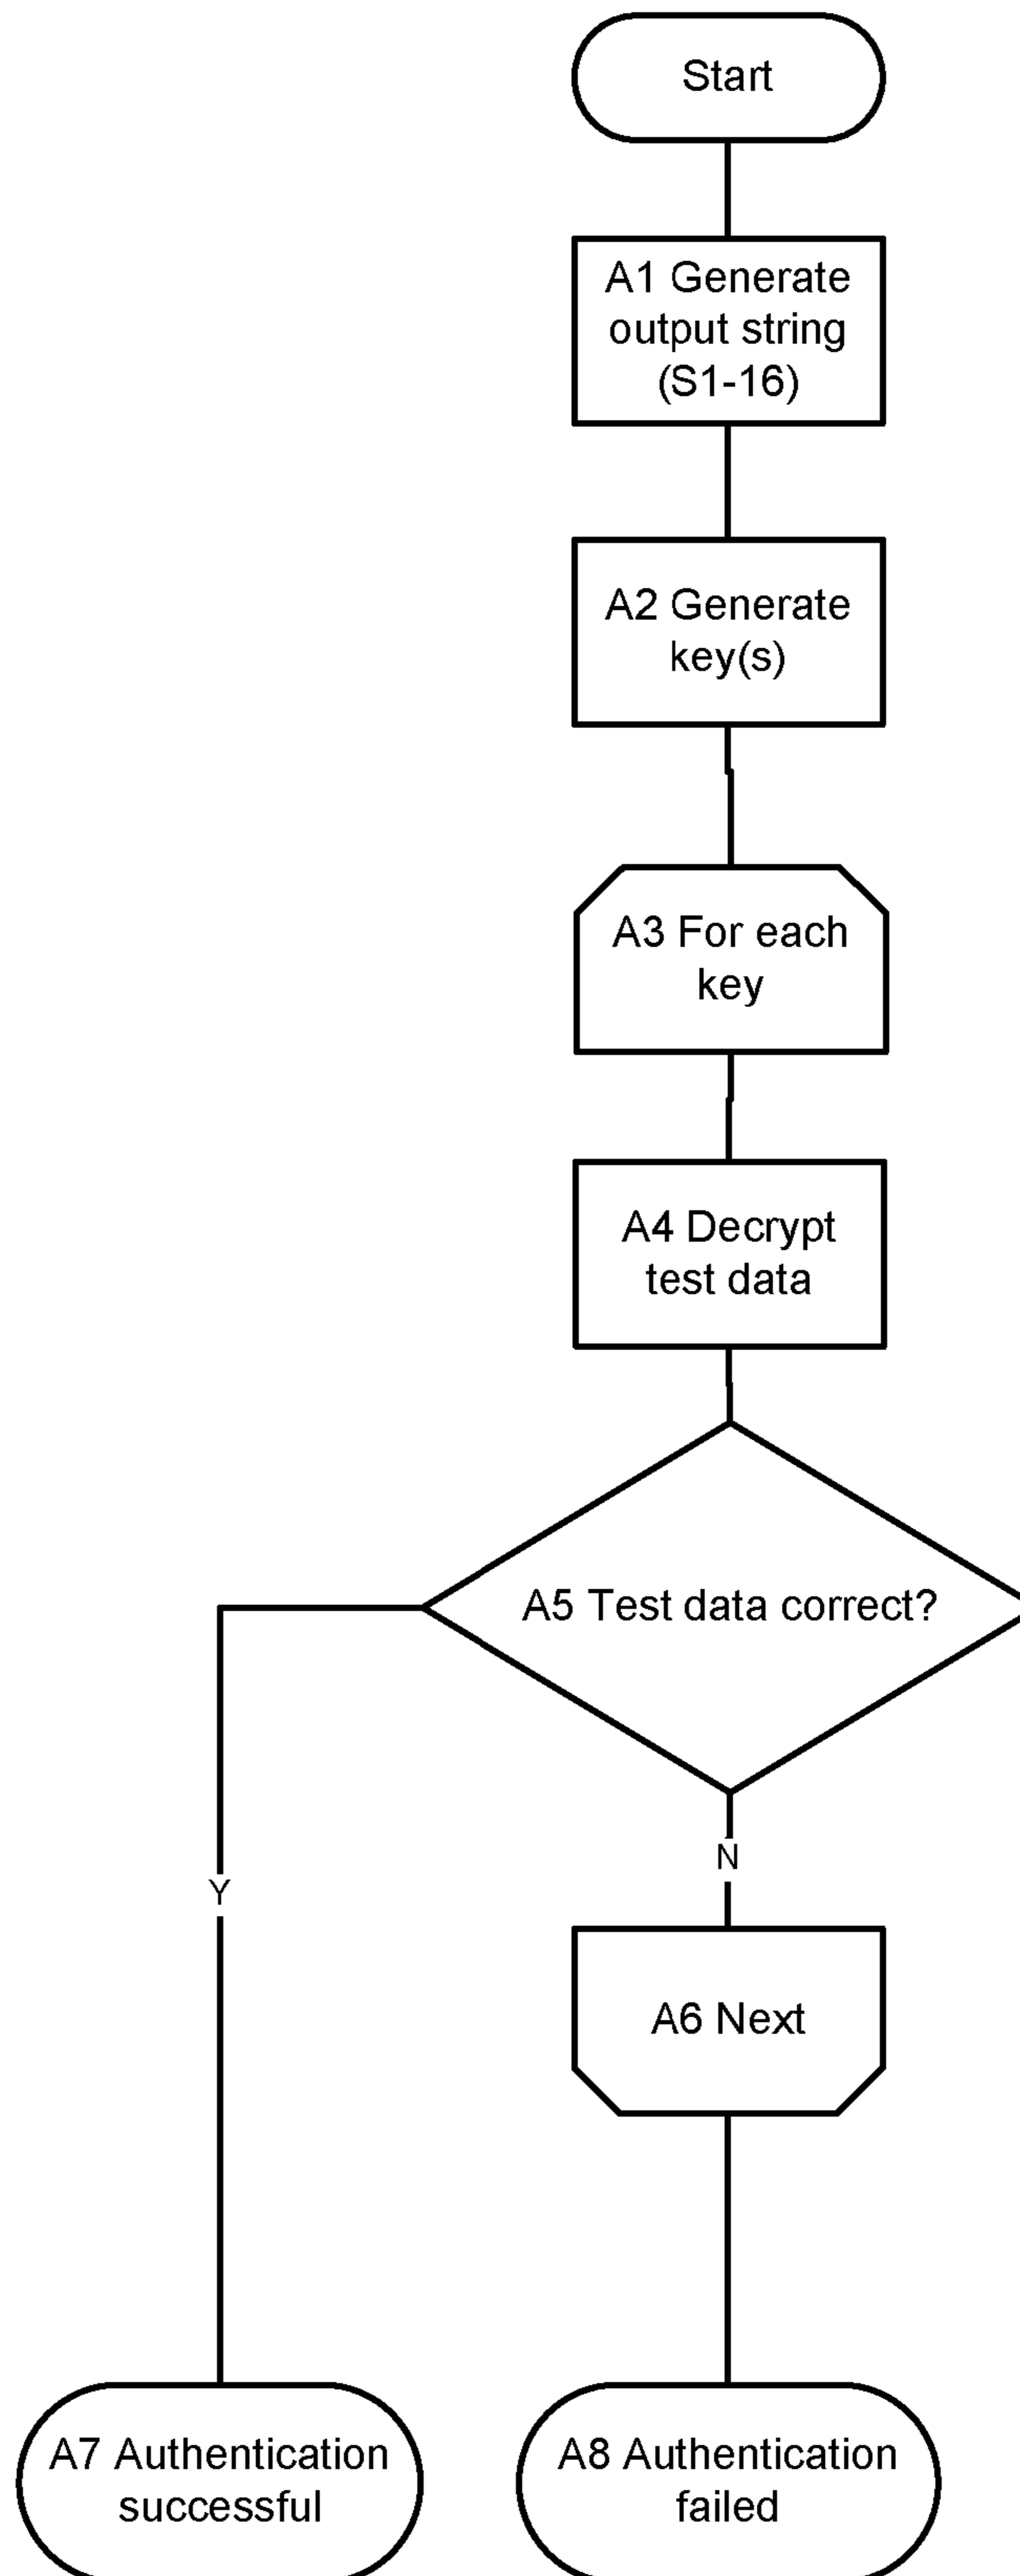 Start
A1 Generate
output string
(S1-16)
A2 Generate
key(s)
A3 For each
key
A4 Decrypt
test data
A5 Test data correct?
N
Y
A6 Next
A7 Authentication
successful
A8 Authentication
failed